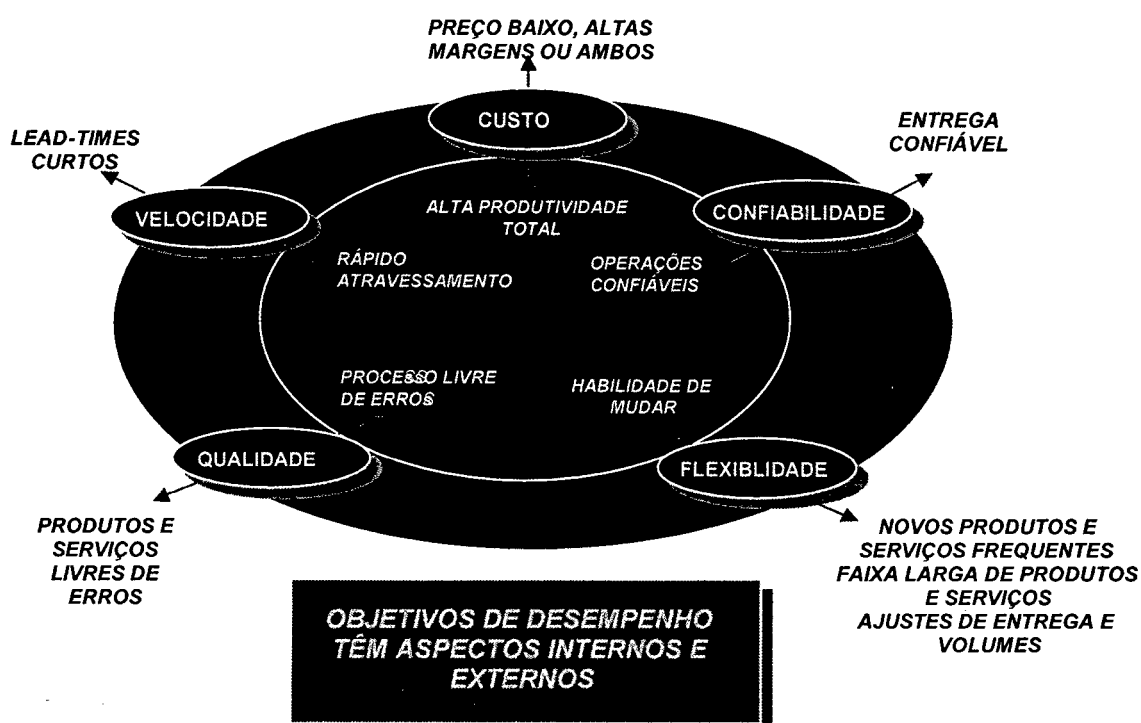 PREÇO BAIXO, ALTAS
MARGENS OU AMBOS
CUSTO
LEAD-TIMES
CURTOS
ENTREGA
CONFIÁVEL
VELOCIDADE
CONFIABILIDADE
ALTA PRODUTIVIDADE
TOTAL
RÁPIDO
ATRAVESSAMENTO
OPERAÇÕES
CONFIÁVEIS
PROCESSO LIVRE
DE ERROS
HABILIDADE DE
MUDAR
QUALIDADE
FLEXIBLIDADE
PRODUTOS E
SERVIÇOS
LIVRES DE
ERROS
NOVOS PRODUTOS E
SERVIÇOS FREQUENTES
FAIXA LARGA DE PRODUTOS
E SERVIÇOS
AJUSTES DE ENTREGA E
VOLUMES
OBJETIVOS DE DESEMPENHO
TÊM ASPECTOS INTERNOS E
EXTERNOS